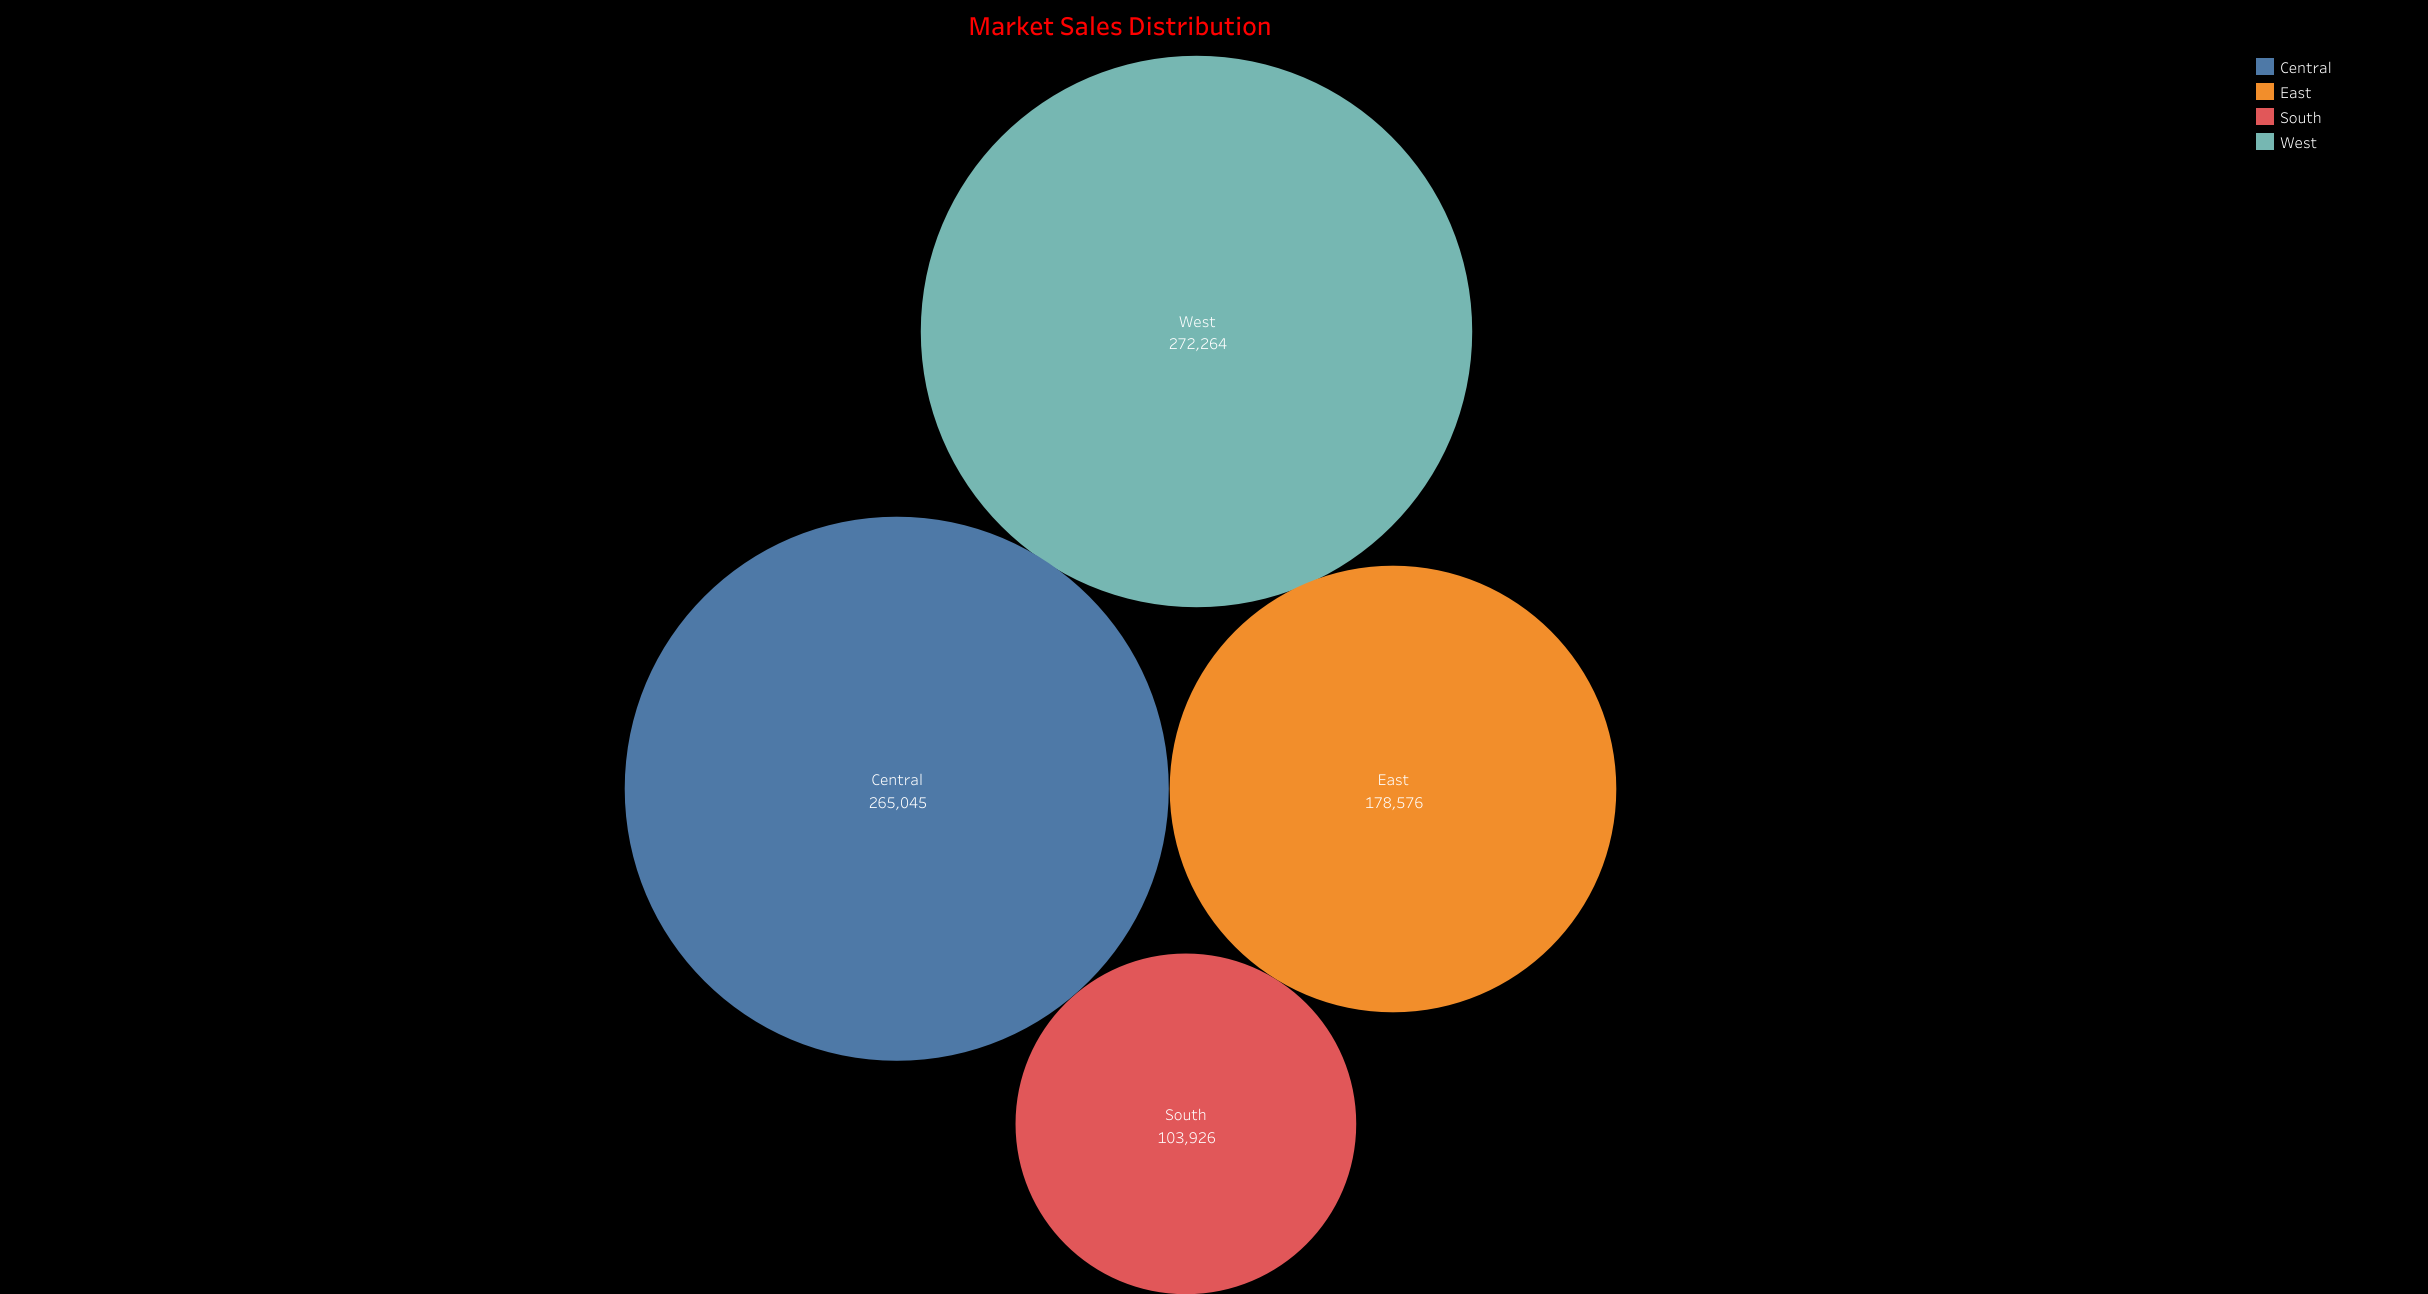 Market Sales Distribution
Central
East
South
West
West
272,264
Central
265,045
East
178,576
South
103,926